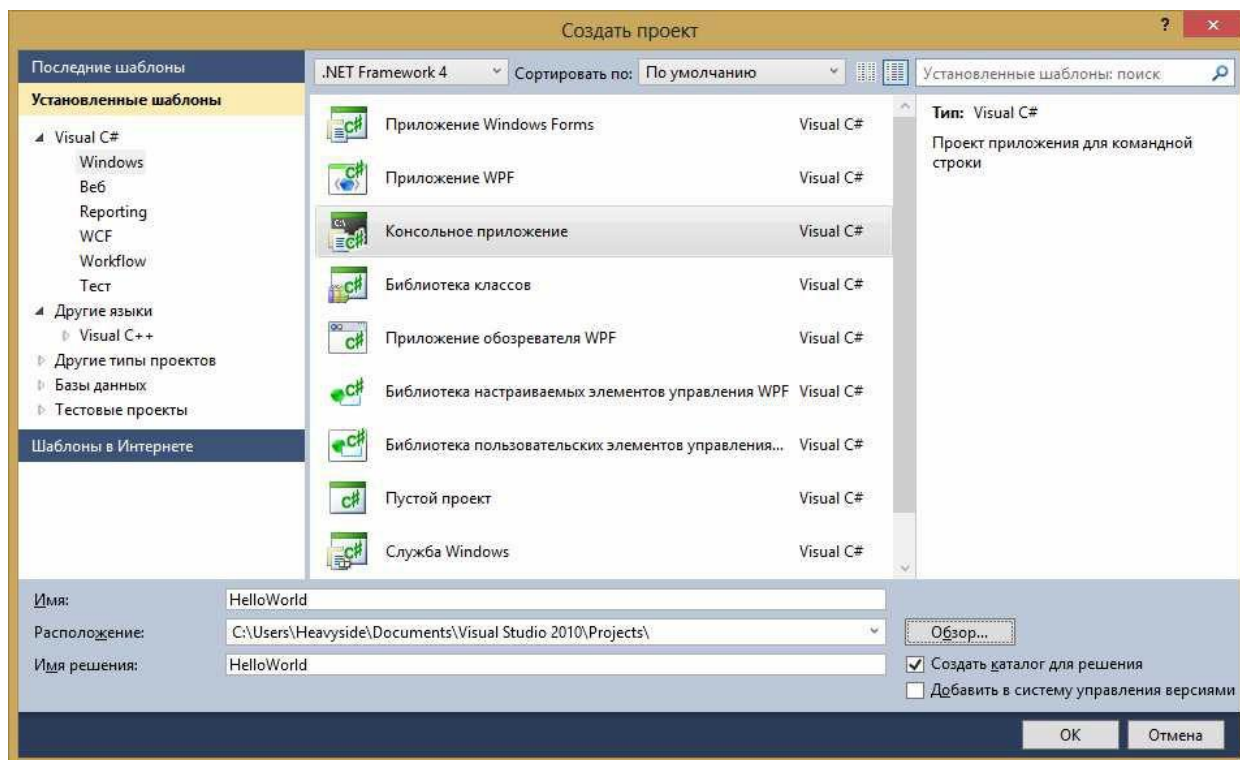 Создать проект
?
Последние шаблоны
.NET Framework 4
Сортировать по:
По умолчанию
Установленные шаблоны: поиск
Установленные шаблоны
Visual C#
Windows
Веб
Reporting
WCF
Workflow
Тест
Другие языки
Visual C++
Другие типы проектов
Базы данных
Тестовые проекты
Шаблоны в Интернете
Приложение Windows Forms Visual C#
Приложение WPF Visual C#
Консольное приложение Visual C#
Библиотека классов Visual C#
Приложение обозревателя WPF Visual C#
Библиотека настраиваемых элементов управления WPF Visual C#
Библиотека пользовательских элементов управления... Visual C#
Пустой проект Visual C#
Служба Windows Visual C#
Тип: Visual C#
Проект приложения для командной
строки
Имя: HelloWorld
Расположение: C:\Users\Heavyside\Documents\Visual Studio 2010\Projects\
Обзор...
Имя решения: HelloWorld
Создать каталог для решения
Добавить в систему управления версиями
ОК
Отмена